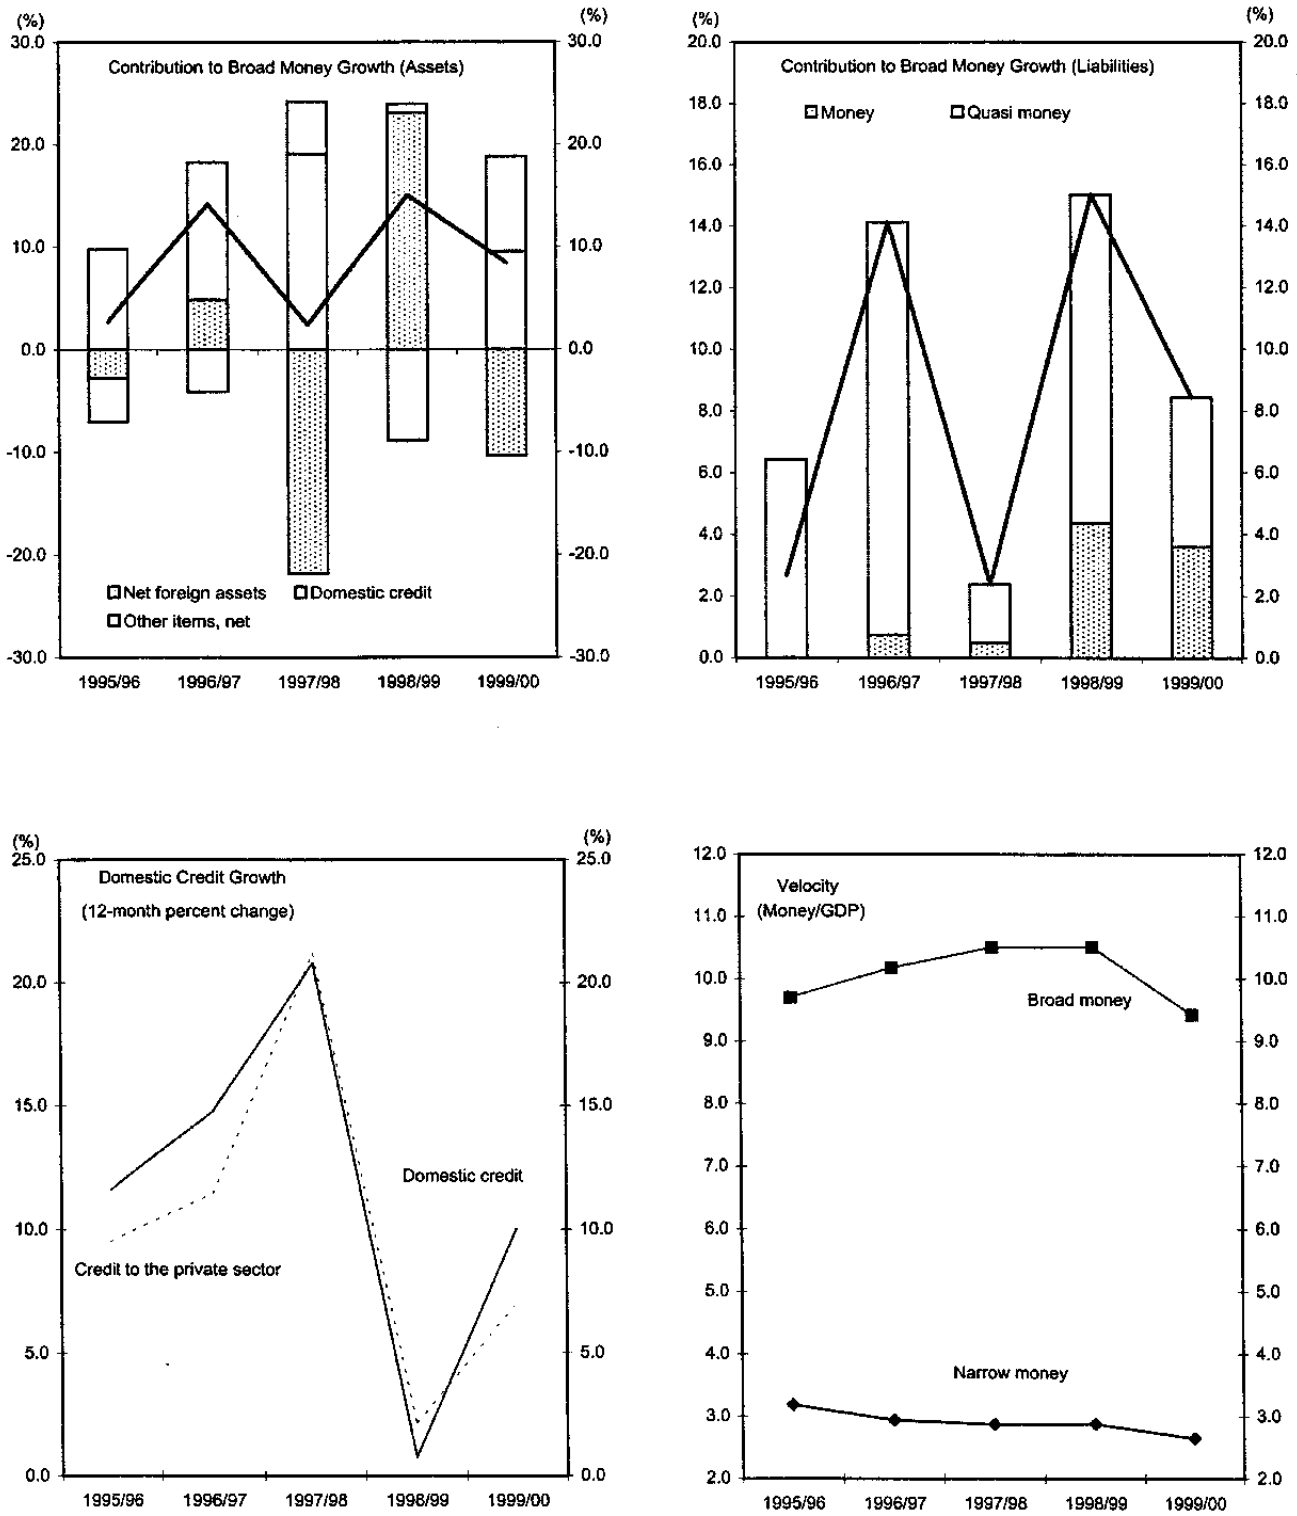 (%) (%)
Contribution to Broad Money Growth (Assets)
30.0 30.0
20.0 20.0
10.0 10.0
0.0 0.0
-10.0 -10.0
-20.0 -20.0
-30.0 -30.0
Net foreign assets Domestic credit
Other items, net
1995/96 1996/97 1997/98 1998/99 1999/00
(%) (%)
Contribution to Broad Money Growth (Liabilities)
Money Quasi money
20.0 20.0
18.0 18.0
16.0 16.0
14.0 14.0
12.0 12.0
10.0 10.0
8.0 8.0
6.0 6.0
4.0 4.0
2.0 2.0
0.0 0.0
1995/96 1996/97 1997/98 1998/99 1999/00
(%) (%)
Domestic Credit Growth
(12-month percent change)
25.0 25.0
20.0 20.0
15.0 15.0
10.0 10.0
5.0 5.0
0.0 0.0
Domestic credit
Credit to the private sector
1995/96 1996/97 1997/98 1998/99 1999/00
Velocity
(Money/GDP)
12.0 12.0
11.0 11.0
10.0 10.0
9.0 9.0
8.0 8.0
7.0 7.0
6.0 6.0
5.0 5.0
4.0 4.0
3.0 3.0
2.0 2.0
Broad money
Narrow money
1995/96 1996/97 1997/98 1998/99 1999/00